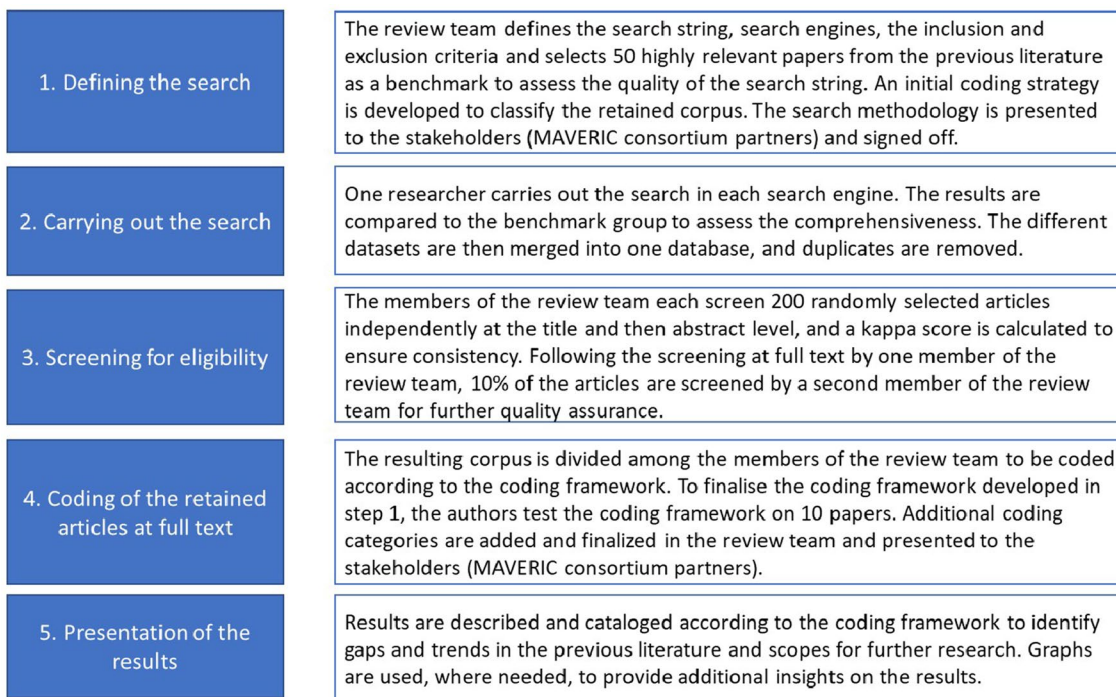 1. Defining the search
The review team defines the search string, search engines, the inclusion and
exclusion criteria and selects 50 highly relevant papers from the previous literature
as a benchmark to assess the quality of the search string. An initial coding strategy
is developed to classify the retained corpus. The search methodology is presented
to the stakeholders (MAVERIC consortium partners) and signed off.
2. Carrying out the search
One researcher carries out the search in each search engine. The results are
compared to the benchmark group to assess the comprehensiveness. The different
datasets are then merged into one database, and duplicates are removed.
3. Screening for eligibility
The members of the review team each screen 200 randomly selected articles
independently at the title and then abstract level, and a kappa score is calculated to
ensure consistency. Following the screening at full text by one member of the
review team, 10% of the articles are screened by a second member of the review
team for further quality assurance.
4. Coding of the retained
articles at full text
The resulting corpus is divided among the members of the review team to be coded
according to the coding framework. To finalise the coding framework developed in
step 1, the authors test the coding framework on 10 papers. Additional coding
categories are added and finalized in the review team and presented to the
stakeholders (MAVERIC consortium partners).
5. Presentation of the
results
Results are described and cataloged according to the coding framework to identify
gaps and trends in the previous literature and scopes for further research. Graphs
are used, where needed, to provide additional insights on the results.